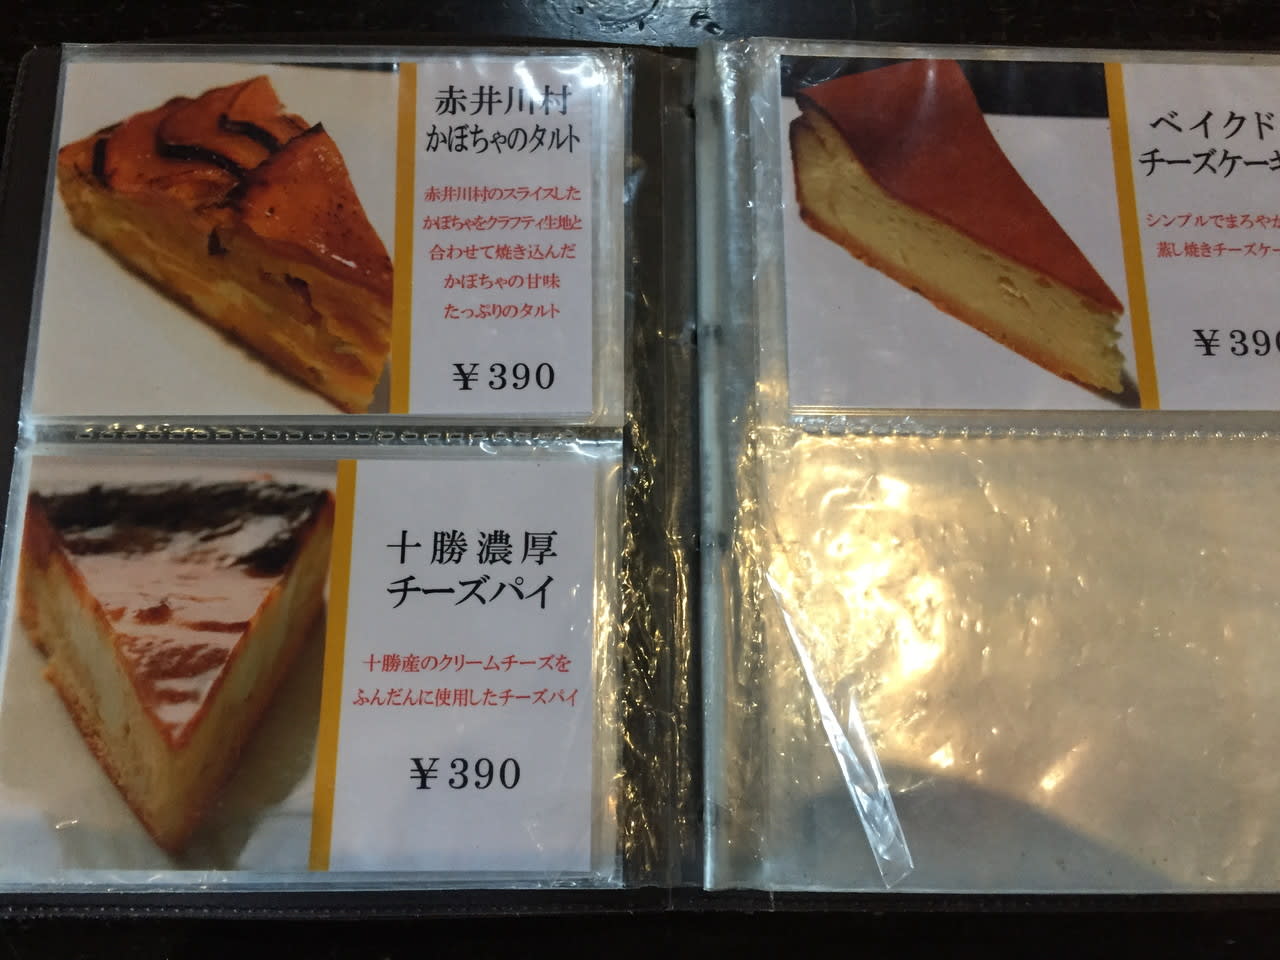 赤井川村
かぼちゃのタルト
赤井川村のスライスした
かぼちゃをクラフティ生地と
合わせて焼き込んだ
かぼちゃの甘味
たっぷりのタルト
￥390
十勝濃厚
チーズパイ
十勝産のクリームチーズを
ふんだんに使用したチーズパイ
￥390
ベイクド
チーズケーキ
シンプルでまろやか
蒸し焼きチーズケー
￥390